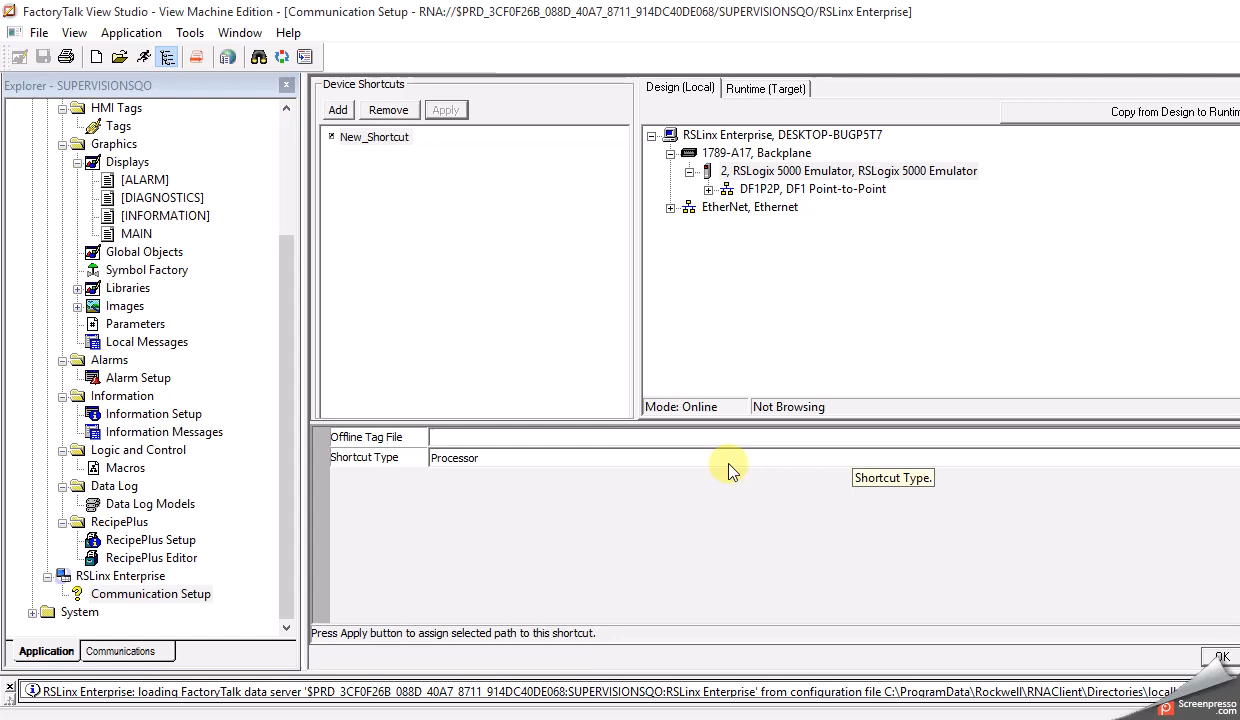 FactoryTalk View Studio - View Machine Edition - [Communication Setup - RNA://$PRD_3CF0F26B_088D_40A7_8711_914DC40DE068/SUPERVISIONSQO/RSLinx Enterprise]
File View Application Tools Window Help
Explorer - SUPERVISIONSQO
HMI Tags
Tags
Graphics
Displays
[ALARM]
[DIAGNOSTICS]
[INFORMATION]
MAIN
Global Objects
Symbol Factory
Libraries
Images
Parameters
Local Messages
Alarms
Alarm Setup
Information
Information Setup
Information Messages
Logic and Control
Macros
Data Log
Data Log Models
RecipePlus
RecipePlus Setup
RecipePlus Editor
RSLinx Enterprise
Communication Setup
System
Application Communications
Device Shortcuts
Add Remove Apply
New_Shortcut
Design (Local) Runtime (Target)
Copy from Design to Runtim
RSLinx Enterprise, DESKTOP-BUGP5T7
1789-A17, Backplane
2, RSLogix 5000 Emulator, RSLogix 5000 Emulator
DF1P2P, DF1 Point-to-Point
EtherNet, Ethernet
Mode: Online Not Browsing
Offline Tag File
Shortcut Type Processor
Shortcut Type.
Press Apply button to assign selected path to this shortcut.
OK
RSLinx Enterprise: loading FactoryTalk data server '$PRD_3CF0F26B_088D_40A7_8711_914DC40DE068:SUPERVISIONSQO:RSLinx Enterprise' from configuration file C:\ProgramData\Rockwell\RNAClient\Directories\local
Screenpresso
.com